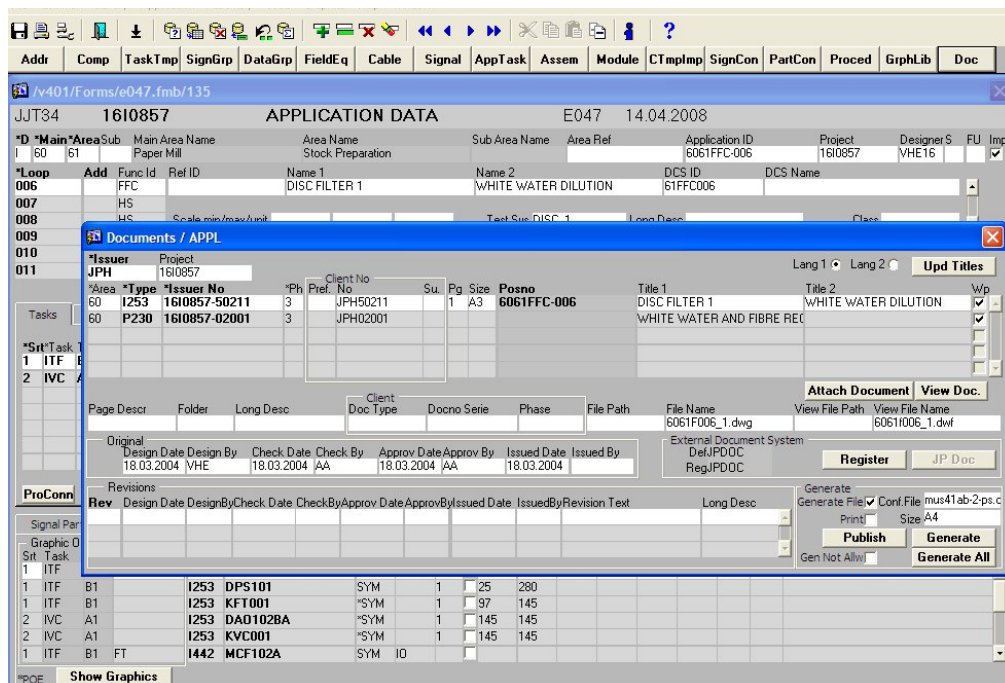 Addr Comp TaskTmp SignGrp DataGrp FieldEq Cable Signal AppTask Assem Module CTmpImp SignCon PartCon Proced GrphLib Doc
/v401/Forms/e047.fmb/135
JJT34 16I0857 APPLICATION DATA E047 14.04.2008
*D *Main *Area Sub Main Area Name Area Name Sub Area Name Area Ref Application ID Project Designer S FU Imp
I 60 61 Paper Mill Stock Preparation 6061FFC-006 16I0857 VHE16
*Loop Add Func Id Ref ID Name 1 Name 2 DCS ID DCS Name
006 FFC DISC FILTER 1 WHITE WATER DILUTION 61FFC006
007 HS
008 HS Scale min/max/unit Test Sys DISC_1 Long Desc Class
009
010
011
Documents / APPL
*Issuer Project
JPH 16I0857 Lang 1 Lang 2 Upd Titles
Client No
*Area *Type *Issuer No *Ph Pref. No Su. Pg Size Posno Title 1 Title 2 Wp
60 I253 16I0857-50211 3 JPH50211 1 A3 6061FFC-006 DISC FILTER 1 WHITE WATER DILUTION
60 P230 16I0857-02001 3 JPH02001 WHITE WATER AND FIBRE REC
Attach Document View Doc.
Client
Page Descr Folder Long Desc Doc Type Docno Serie Phase File Path File Name View File Path View File Name
6061F006_1.dwg 6061f006_1.dwf
Original
Design Date Design By Check Date Check By Approv Date Approv By Issued Date Issued By
18.03.2004 VHE 18.03.2004 AA 18.03.2004 AA 18.03.2004
External Document System
DefJPDOC
RegJPDOC
Register JP Doc
Revisions
Rev Design Date DesignBy Check Date CheckBy Approv Date ApprovBy Issued Date IssuedBy Revision Text Long Desc
Generate
Generate File Conf.File mus41ab-2-ps.c
Print Size A4
Publish Generate
Gen Not Allw Generate All
Tasks
*Srt *Task
1 ITF
2 IVC
ProConn
Signal Par
Graphic O
Srt Task
1 ITF
1 ITF B1 I253 DPS101 SYM 1 25 280
1 ITF B1 I253 KFT001 *SYM 1 97 145
2 IVC A1 I253 DAO102BA *SYM 1 145 145
2 IVC A1 I253 KVC001 *SYM 1 145 145
1 ITF B1 FT I442 MCF102A SYM IO
*POE Show Graphics